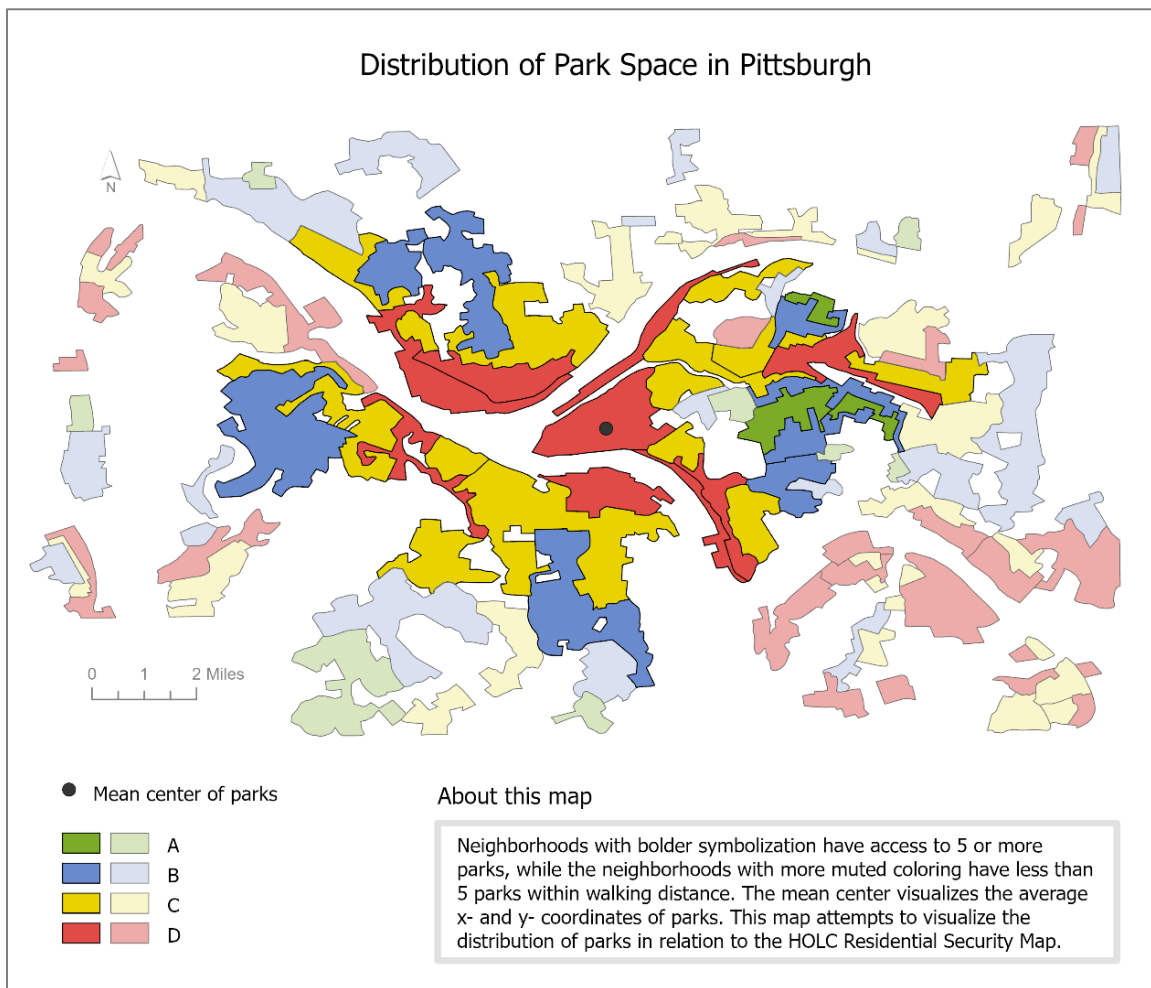 Distribution of Park Space in Pittsburgh
N
0 1 2 Miles
Mean center of parks
A
B
C
D
About this map
Neighborhoods with bolder symbolization have access to 5 or more
parks, while the neighborhoods with more muted coloring have less than
5 parks within walking distance. The mean center visualizes the average
x- and y- coordinates of parks. This map attempts to visualize the
distribution of parks in relation to the HOLC Residential Security Map.